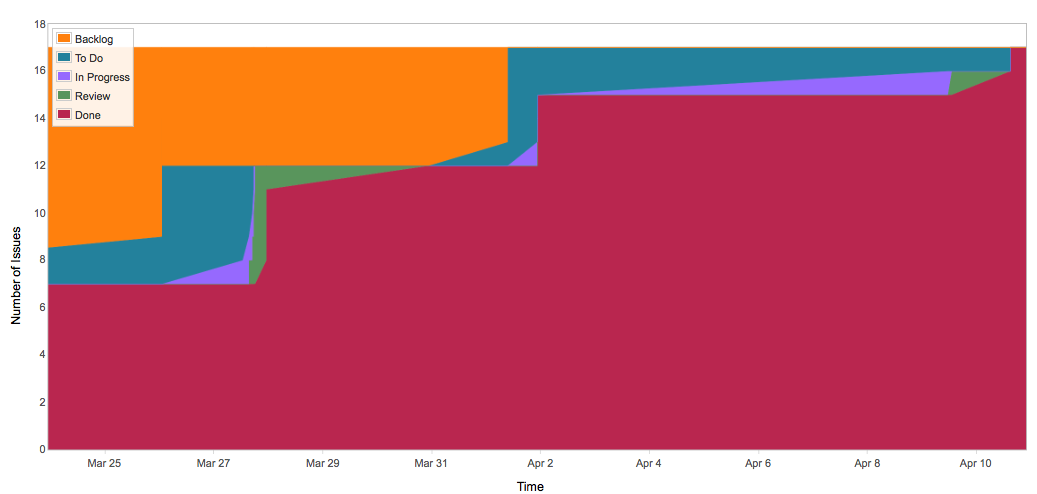 18
16
14
12
10
8
6
4
2
0
Number of Issues
Backlog
To Do
In Progress
Review
Done
Mar 25 Mar 27 Mar 29 Mar 31 Apr 2 Apr 4 Apr 6 Apr 8 Apr 10
Time